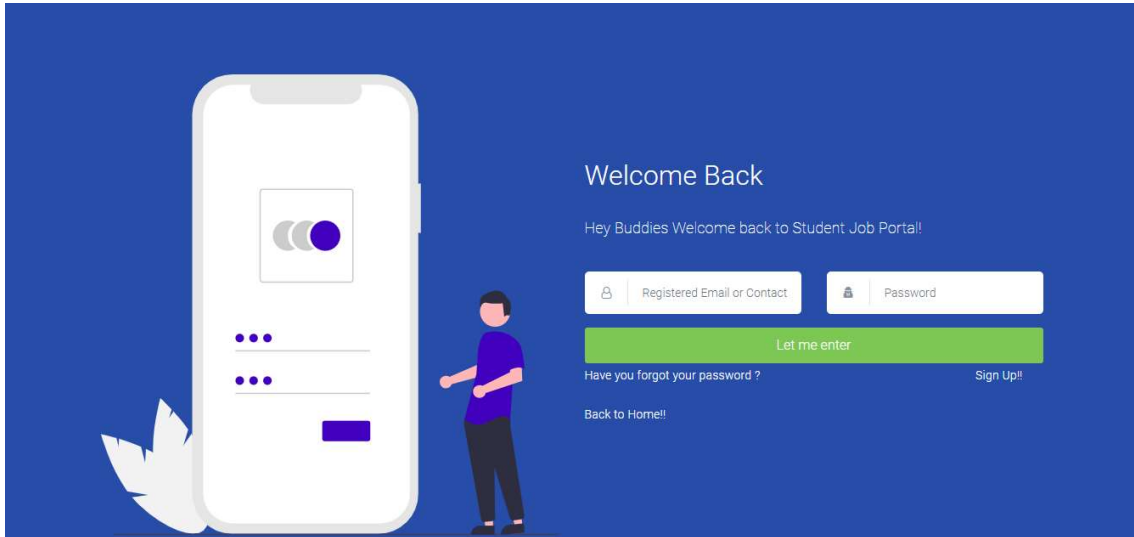 Welcome Back
Hey Buddies Welcome back to Student Job Portal!
Registered Email or Contact
Password
Let me enter
Have you forgot your password ?
Sign Up!!
Back to Home!!